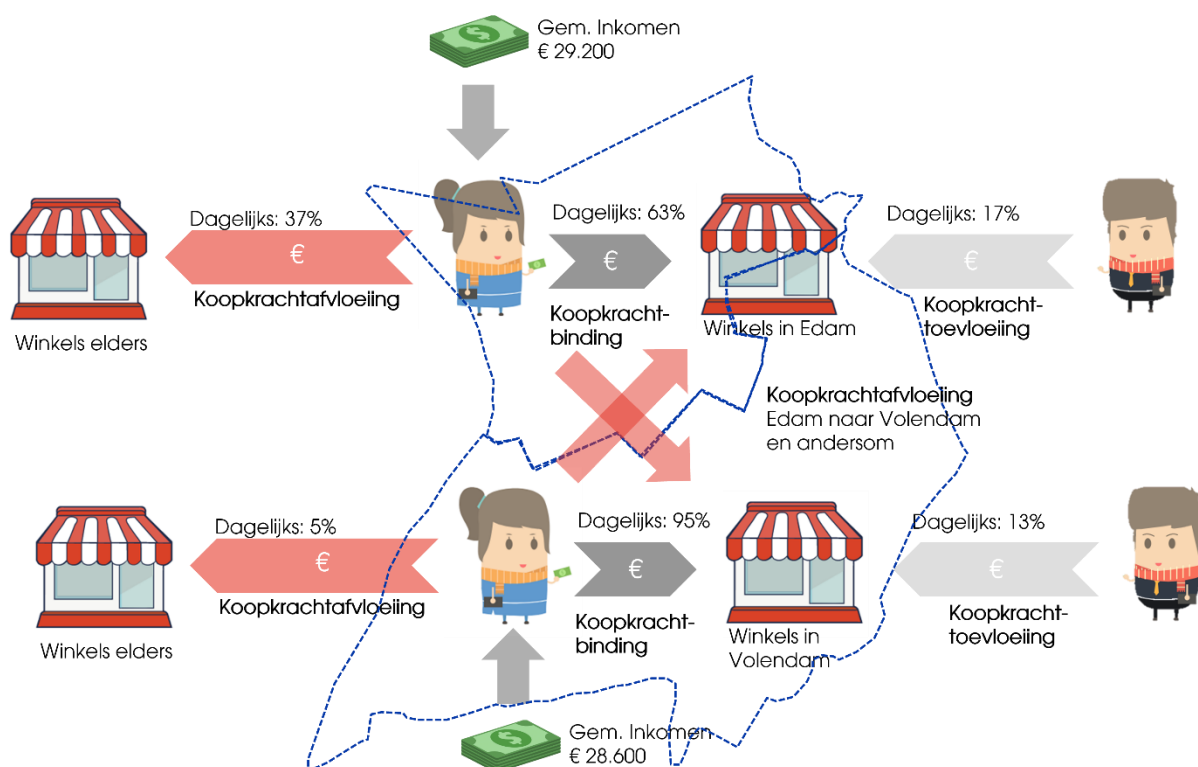 Gem. Inkomen
€ 29.200
Dagelijks: 37%
€
Koopkrachtafvloeiing
Winkels elders
Dagelijks: 63%
€
Koopkracht-
binding
Winkels in Edam
Dagelijks: 17%
€
Koopkracht-
toevloeiing
Koopkrachtafvloeiing
Edam naar Volendam
en andersom
Dagelijks: 5%
€
Koopkrachtafvloeiing
Winkels elders
Dagelijks: 95%
€
Koopkracht-
binding
Winkels in
Volendam
Dagelijks: 13%
€
Koopkracht-
toevloeiing
Gem. Inkomen
€ 28.600